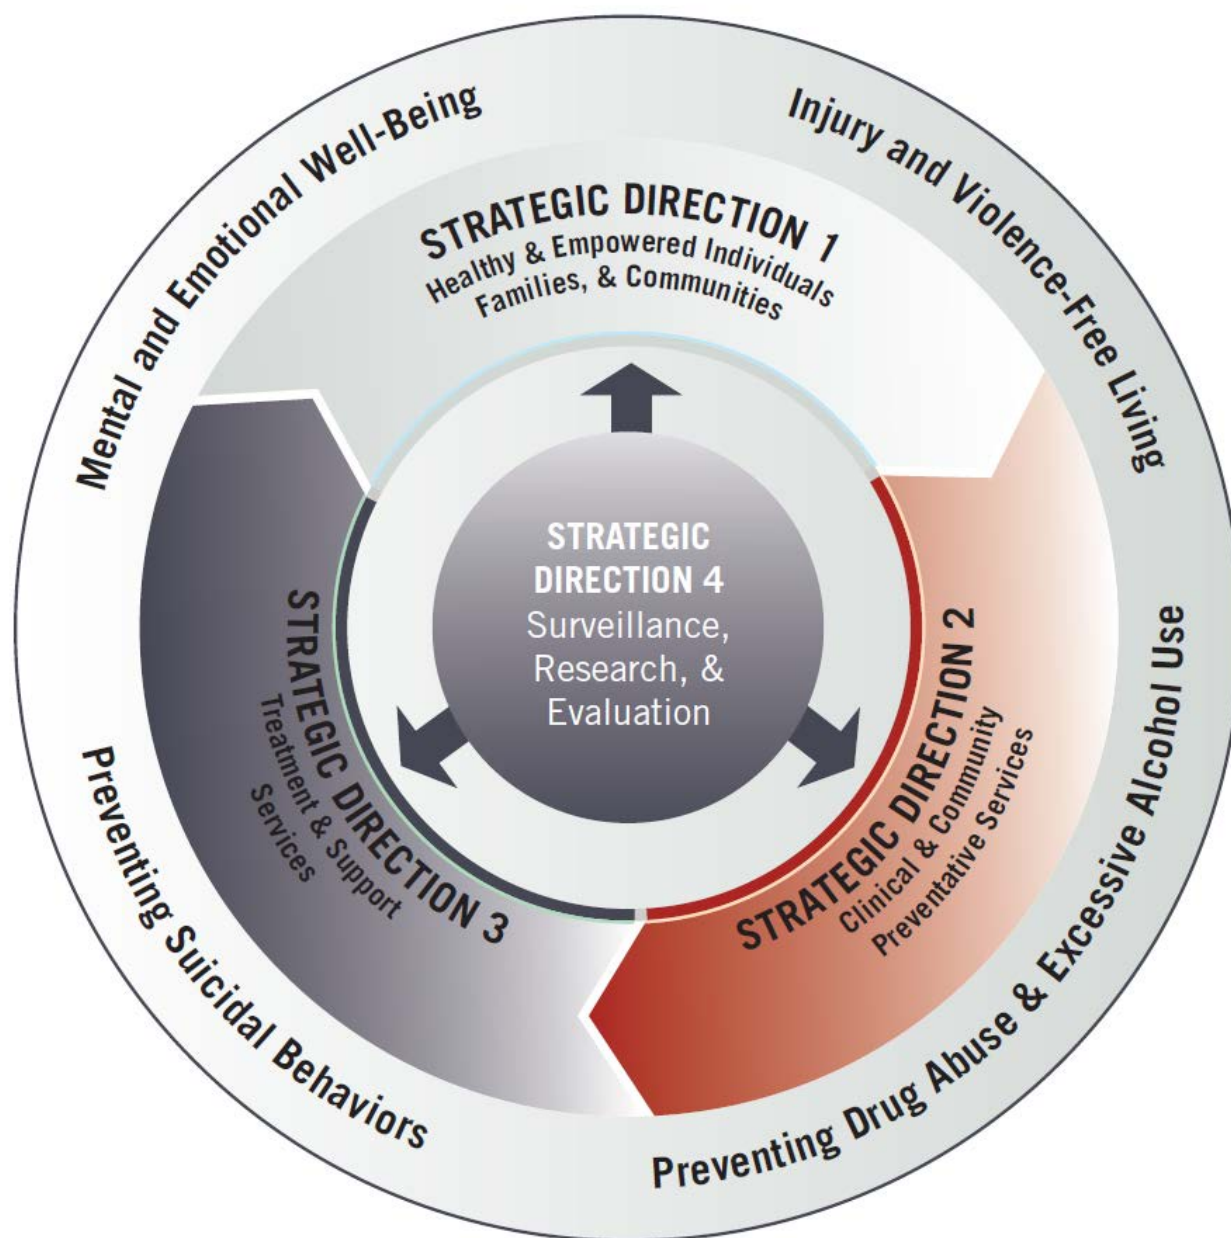 Mental and Emotional Well-Being
Injury and Violence-Free Living
STRATEGIC DIRECTION 1
Healthy & Empowered Individuals
Families, & Communities
STRATEGIC
DIRECTION 4
Surveillance,
Research, &
Evaluation
STRATEGIC DIRECTION 2
Clinical & Community
Preventative Services
STRATEGIC DIRECTION 3
Treatment & Support
Services
Preventing Drug Abuse & Excessive Alcohol Use
Preventing Suicidal Behaviors